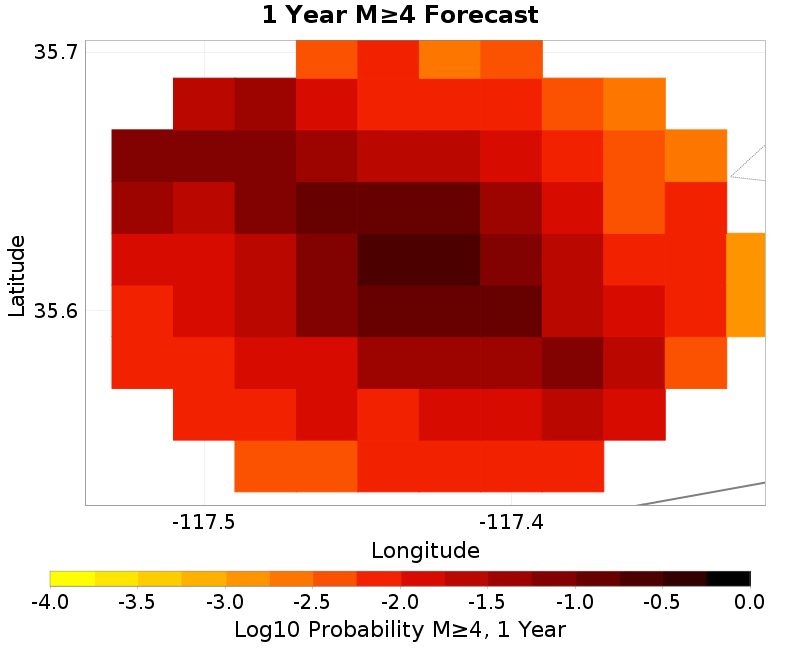 1 Year M≥4 Forecast
35.7
35.6
Latitude
-117.5 -117.4
Longitude
-4.0 -3.5 -3.0 -2.5 -2.0 -1.5 -1.0 -0.5 0.0
Log10 Probability M≥4, 1 Year